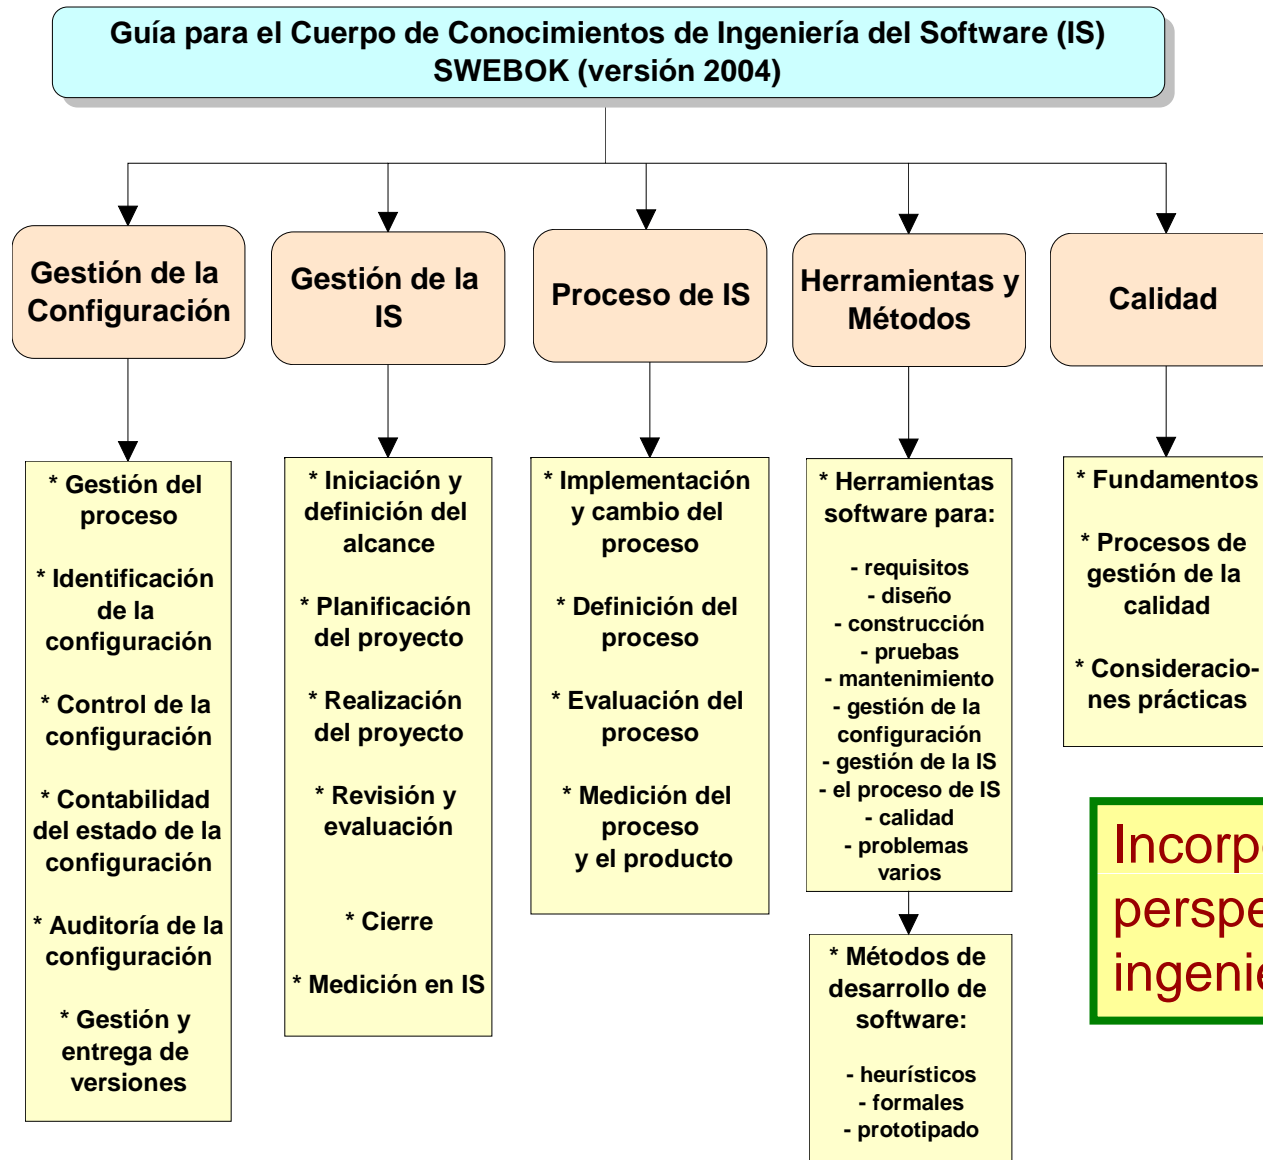 Guía para el Cuerpo de Conocimientos de Ingeniería del Software (IS)
SWEBOK (versión 2004)
Gestión de la
Configuración
Gestión de la
IS
Proceso de IS
Herramientas y
Métodos
Calidad
* Gestión del
proceso
* Identificación
de la
configuración
* Control de la
configuración
* Contabilidad
del estado de la
configuración
* Auditoría de la
configuración
* Gestión y
entrega de
versiones
* Iniciación y
definición del
alcance
* Planificación
del proyecto
* Realización
del proyecto
* Revisión y
evaluación
* Cierre
* Medición en IS
* Implementación
y cambio del
proceso
* Definición del
proceso
* Evaluación del
proceso
* Medición del
proceso
y el producto
* Herramientas
software para:
- requisitos
- diseño
- construcción
- pruebas
- mantenimiento
- gestión de la
configuración
- gestión de la IS
- el proceso de IS
- calidad
- problemas
varios
* Métodos de
desarrollo de
software:
- heurísticos
- formales
- prototipado
* Fundamentos
* Procesos de
gestión de la
calidad
* Consideracio-
nes prácticas